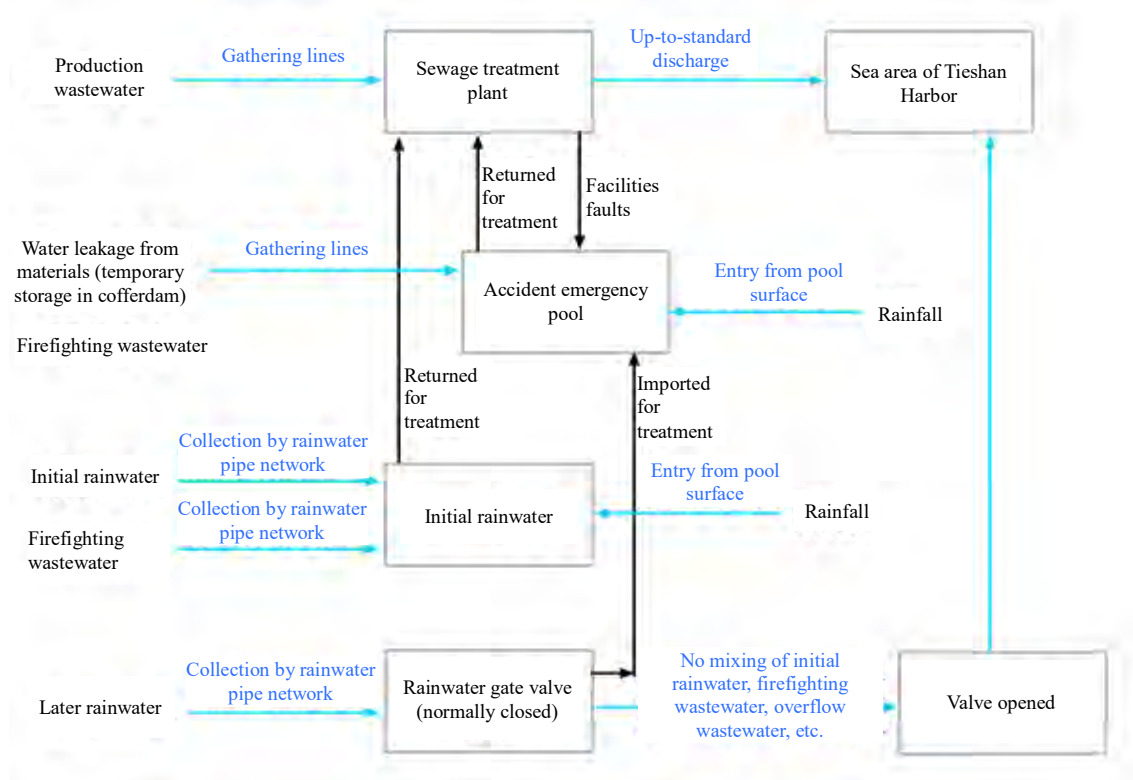 Production
wastewater
Gathering lines
Sewage treatment
plant
Up-to-standard
discharge
Sea area of Tieshan
Harbor
Returned
for
treatment
Facilities
faults
Water leakage from
materials (temporary
storage in cofferdam)
Firefighting wastewater
Gathering lines
Accident emergency
pool
Entry from pool
surface
Rainfall
Returned
for
treatment
Imported
for
treatment
Initial rainwater
Collection by rainwater
pipe network
Firefighting
wastewater
Collection by rainwater
pipe network
Initial rainwater
Entry from pool
surface
Rainfall
Later rainwater
Collection by rainwater
pipe network
Rainwater gate valve
(normally closed)
No mixing of initial
rainwater, firefighting
wastewater, overflow
wastewater, etc.
Valve opened